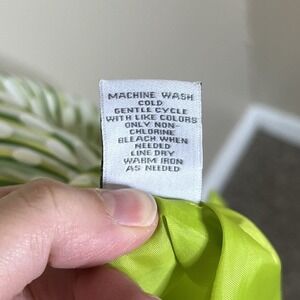 MACHINE WASH
COLD
GENTLE CYCLE
WITH LIKE COLORS
ONLY NON-
CHLORINE
BLEACH WHEN
NEEDED
LINE DRY
WARM IRON
AS NEEDED